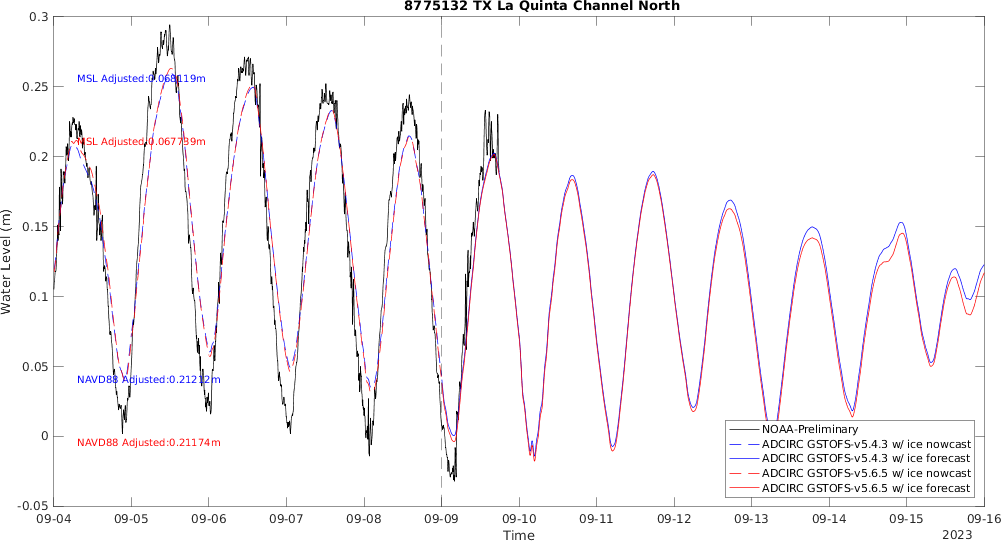 8775132 TX La Quinta Channel North
0.3
0.25
0.2
0.15
0.1
0.05
0
-0.05
Water Level (m)
MSL Adjusted:0.068119m
MSL Adjusted:0.067739m
NAVD88 Adjusted:0.21212m
NAVD88 Adjusted:0.21174m
NOAA-Preliminary
ADCIRC GSTOFS-v5.4.3 w/ ice nowcast
ADCIRC GSTOFS-v5.4.3 w/ ice forecast
ADCIRC GSTOFS-v5.6.5 w/ ice nowcast
ADCIRC GSTOFS-v5.6.5 w/ ice forecast
09-04 09-05 09-06 09-07 09-08 09-09 09-10 09-11 09-12 09-13 09-14 09-15 09-16
Time
2023